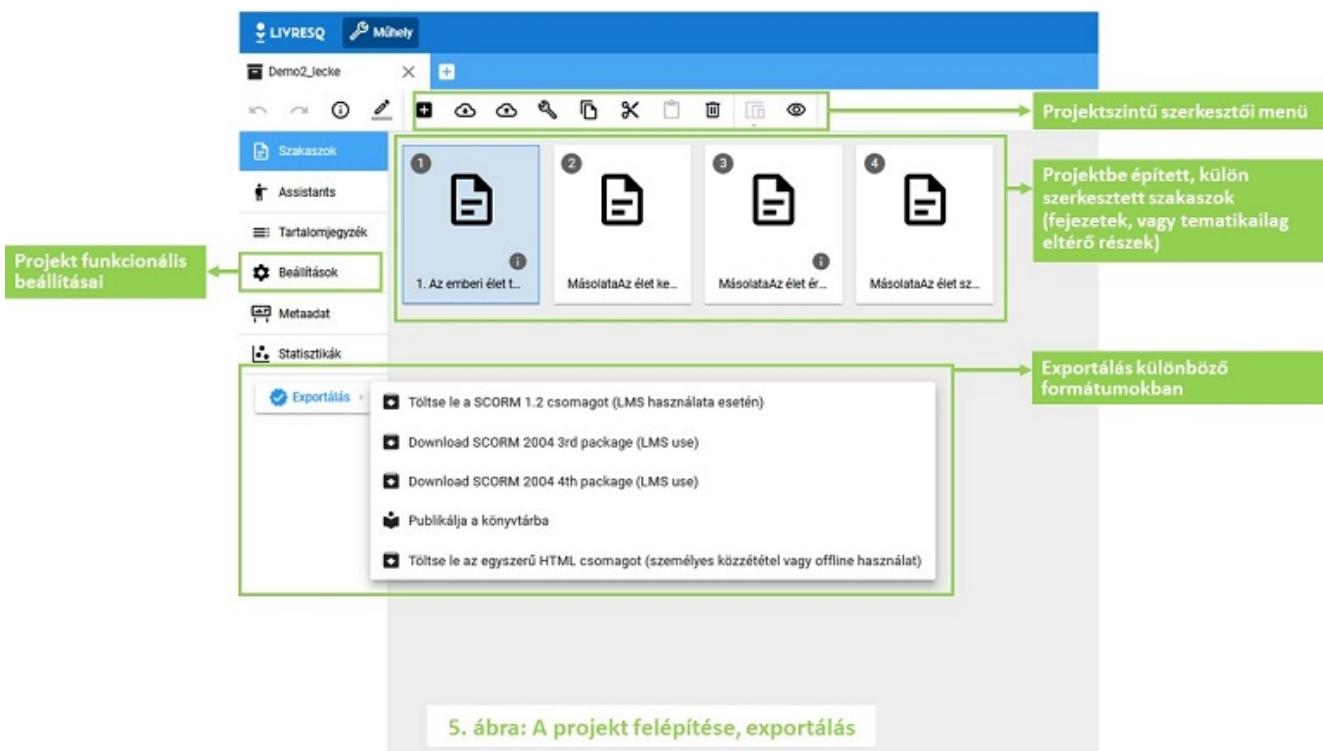 LIVRESQ Műhely
Demo2_lecke
Projektszintű szerkesztői menü
Szakaszok
Assistants
Tartalomjegyzék
Beállítások
Metaadat
Statisztikák
Projekt funkcionális
beállításai
1
2
3
4
1. Az emberi élet t...
MásolataAz élet ke...
MásolataAz élet ér...
MásolataAz élet sz...
Projektbe épített, külön
szerkesztett szakaszok
(fejezetek, vagy tematikailag
eltérő részek)
Exportálás különböző
formátumokban
Exportálás
Töltse le a SCORM 1.2 csomagot (LMS használata esetén)
Download SCORM 2004 3rd package (LMS use)
Download SCORM 2004 4th package (LMS use)
Publikálja a könyvtárba
Töltse le az egyszerű HTML csomagot (személyes közzététel vagy offline használat)
5. ábra: A projekt felépítése, exportálás